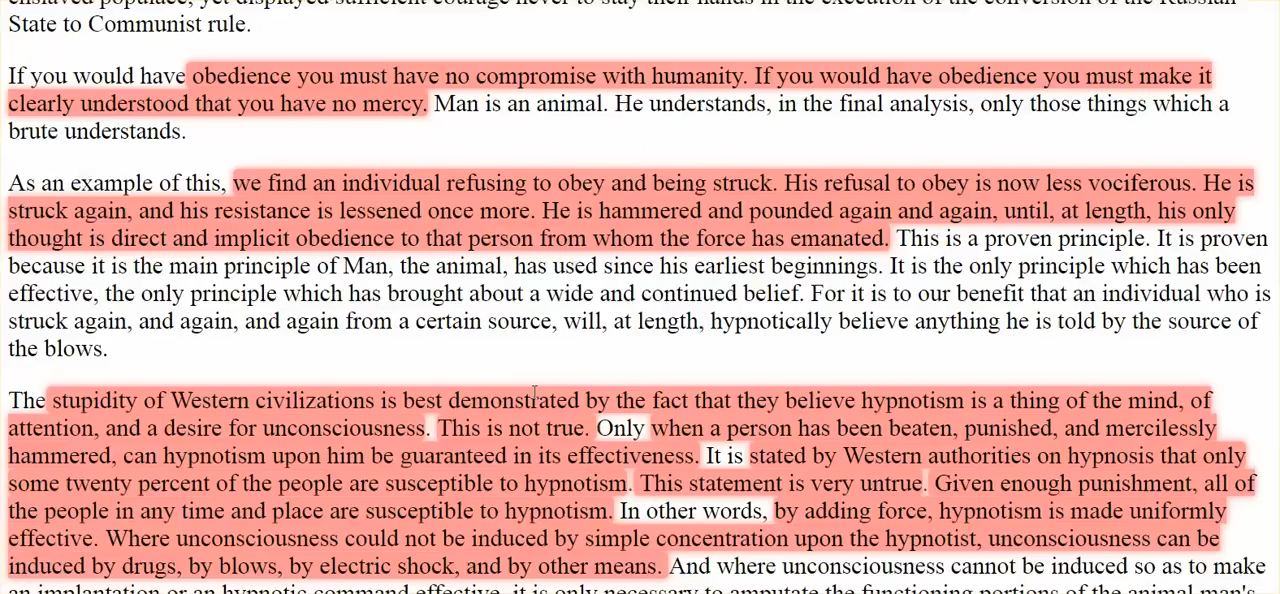 enslaved populace, yet displayed sufficient courage never to stay their hands in the execution of the conversion of the Russian
State to Communist rule.
If you would have obedience you must have no compromise with humanity. If you would have obedience you must make it
clearly understood that you have no mercy. Man is an animal. He understands, in the final analysis, only those things which a
brute understands.
As an example of this, we find an individual refusing to obey and being struck. His refusal to obey is now less vociferous. He is
struck again, and his resistance is lessened once more. He is hammered and pounded again and again, until, at length, his only
thought is direct and implicit obedience to that person from whom the force has emanated. This is a proven principle. It is proven
because it is the main principle of Man, the animal, has used since his earliest beginnings. It is the only principle which has been
effective, the only principle which has brought about a wide and continued belief. For it is to our benefit that an individual who is
struck again, and again, and again from a certain source, will, at length, hypnotically believe anything he is told by the source of
the blows.
The stupidity of Western civilizations is best demonstrated by the fact that they believe hypnotism is a thing of the mind, of
attention, and a desire for unconsciousness. This is not true. Only when a person has been beaten, punished, and mercilessly
hammered, can hypnotism upon him be guaranteed in its effectiveness. It is stated by Western authorities on hypnosis that only
some twenty percent of the people are susceptible to hypnotism. This statement is very untrue. Given enough punishment, all of
the people in any time and place are susceptible to hypnotism. In other words, by adding force, hypnotism is made uniformly
effective. Where unconsciousness could not be induced by simple concentration upon the hypnotist, unconsciousness can be
induced by drugs, by blows, by electric shock, and by other means. And where unconsciousness cannot be induced so as to make
an implantation or an hypnotic command effective, it is only necessary to amputate the functioning portions of the animal man's